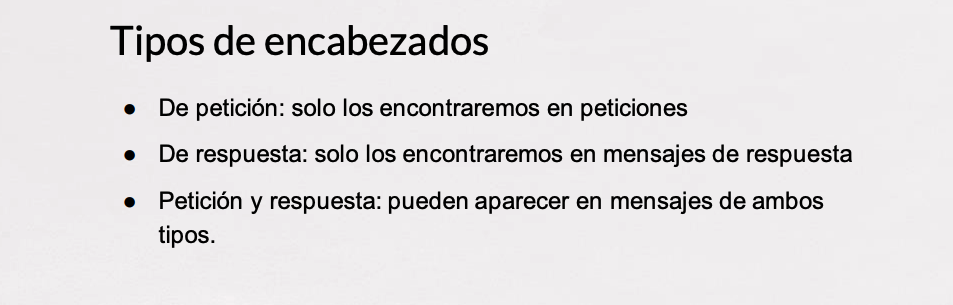 Tipos de encabezados
● De petición: solo los encontraremos en peticiones
● De respuesta: solo los encontraremos en mensajes de respuesta
● Petición y respuesta: pueden aparecer en mensajes de ambos
tipos.